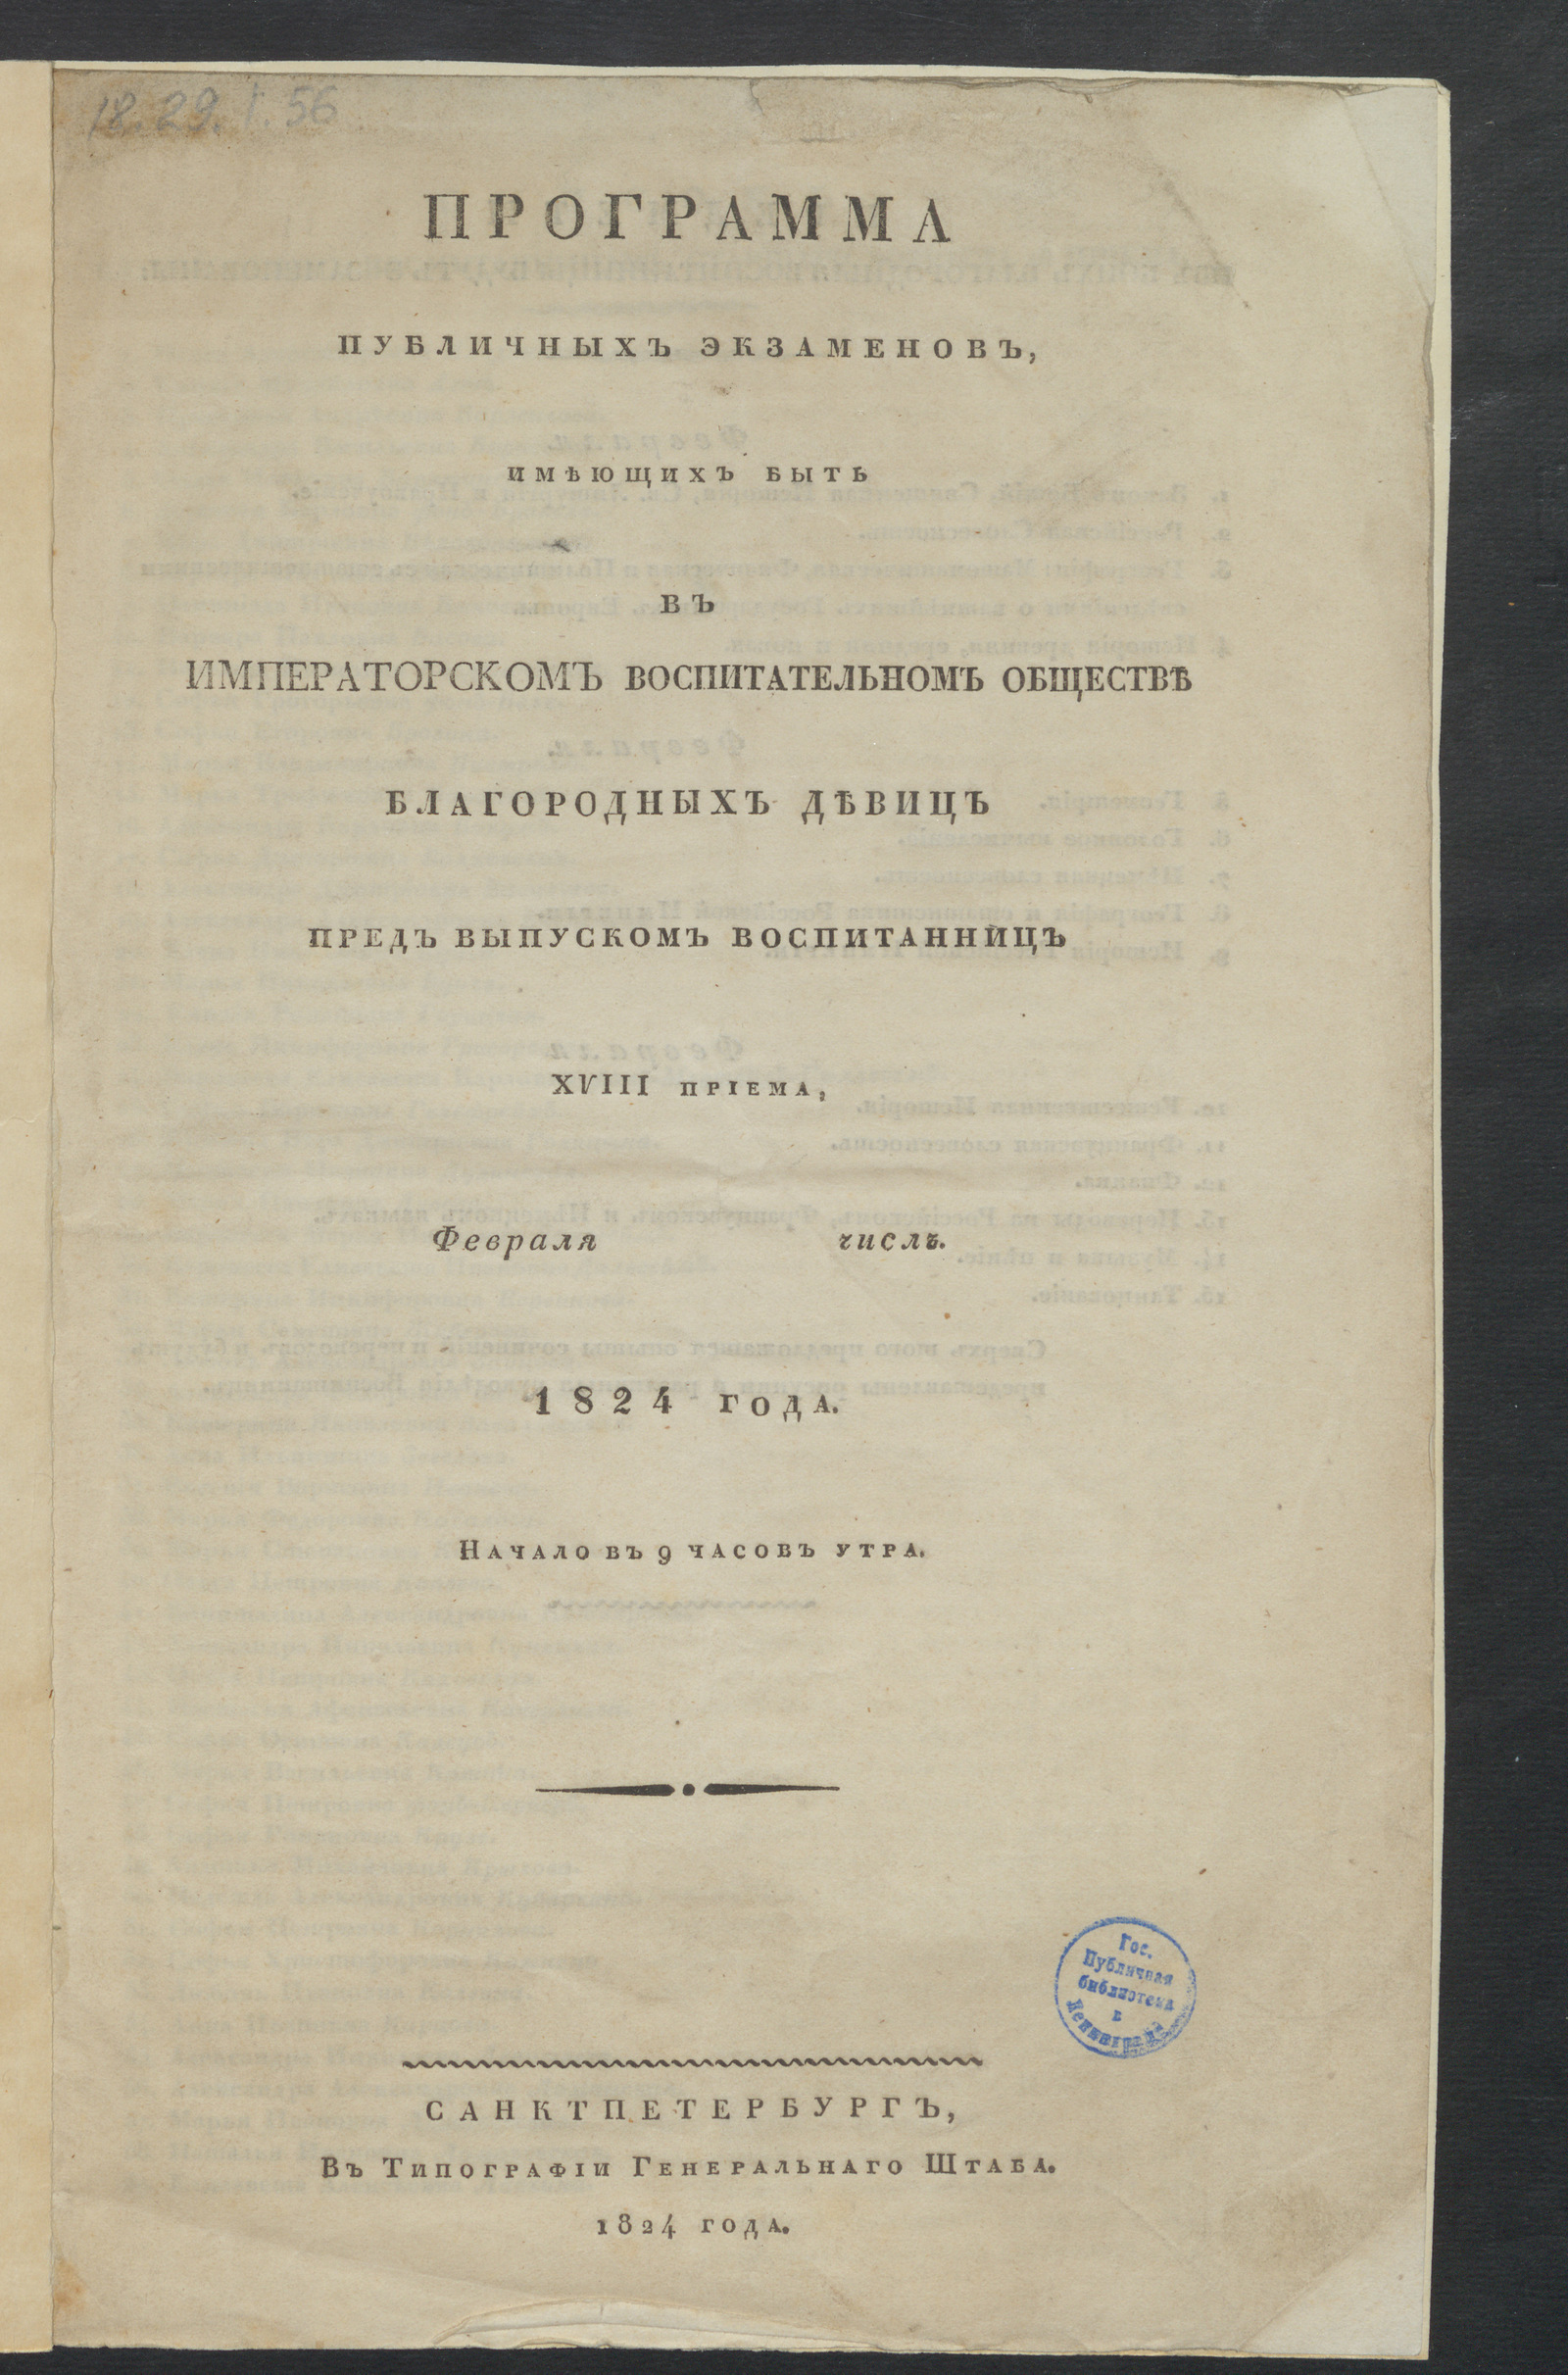 18.29.1.56
ПРОГРАММА
ПУБЛИЧНЫХЪ ЭКЗАМЕНОВЪ,
ИМѢЮЩИХЪ БЫТЬ
ВЪ
ИМПЕРАТОРСКОМЪ ВОСПИТАТЕЛЬНОМЪ ОБЩЕСТВѢ
БЛАГОРОДНЫХЪ ДѢВИЦЪ
ПРЕДЪ ВЫПУСКОМЪ ВОСПИТАННИЦЪ
XVIII ПРІЕМА,
Февраля числъ.
1824 ГОДА.
НАЧАЛО ВЪ 9 ЧАСОВЪ УТРА.
Гос.
Публичная
библиотека
в
Ленинграде
САНКТПЕТЕРБУРГЪ,
ВЪ ТИПОГРАФІИ ГЕНЕРАЛЬНАГО ШТАБА.
1824 ГОДА.